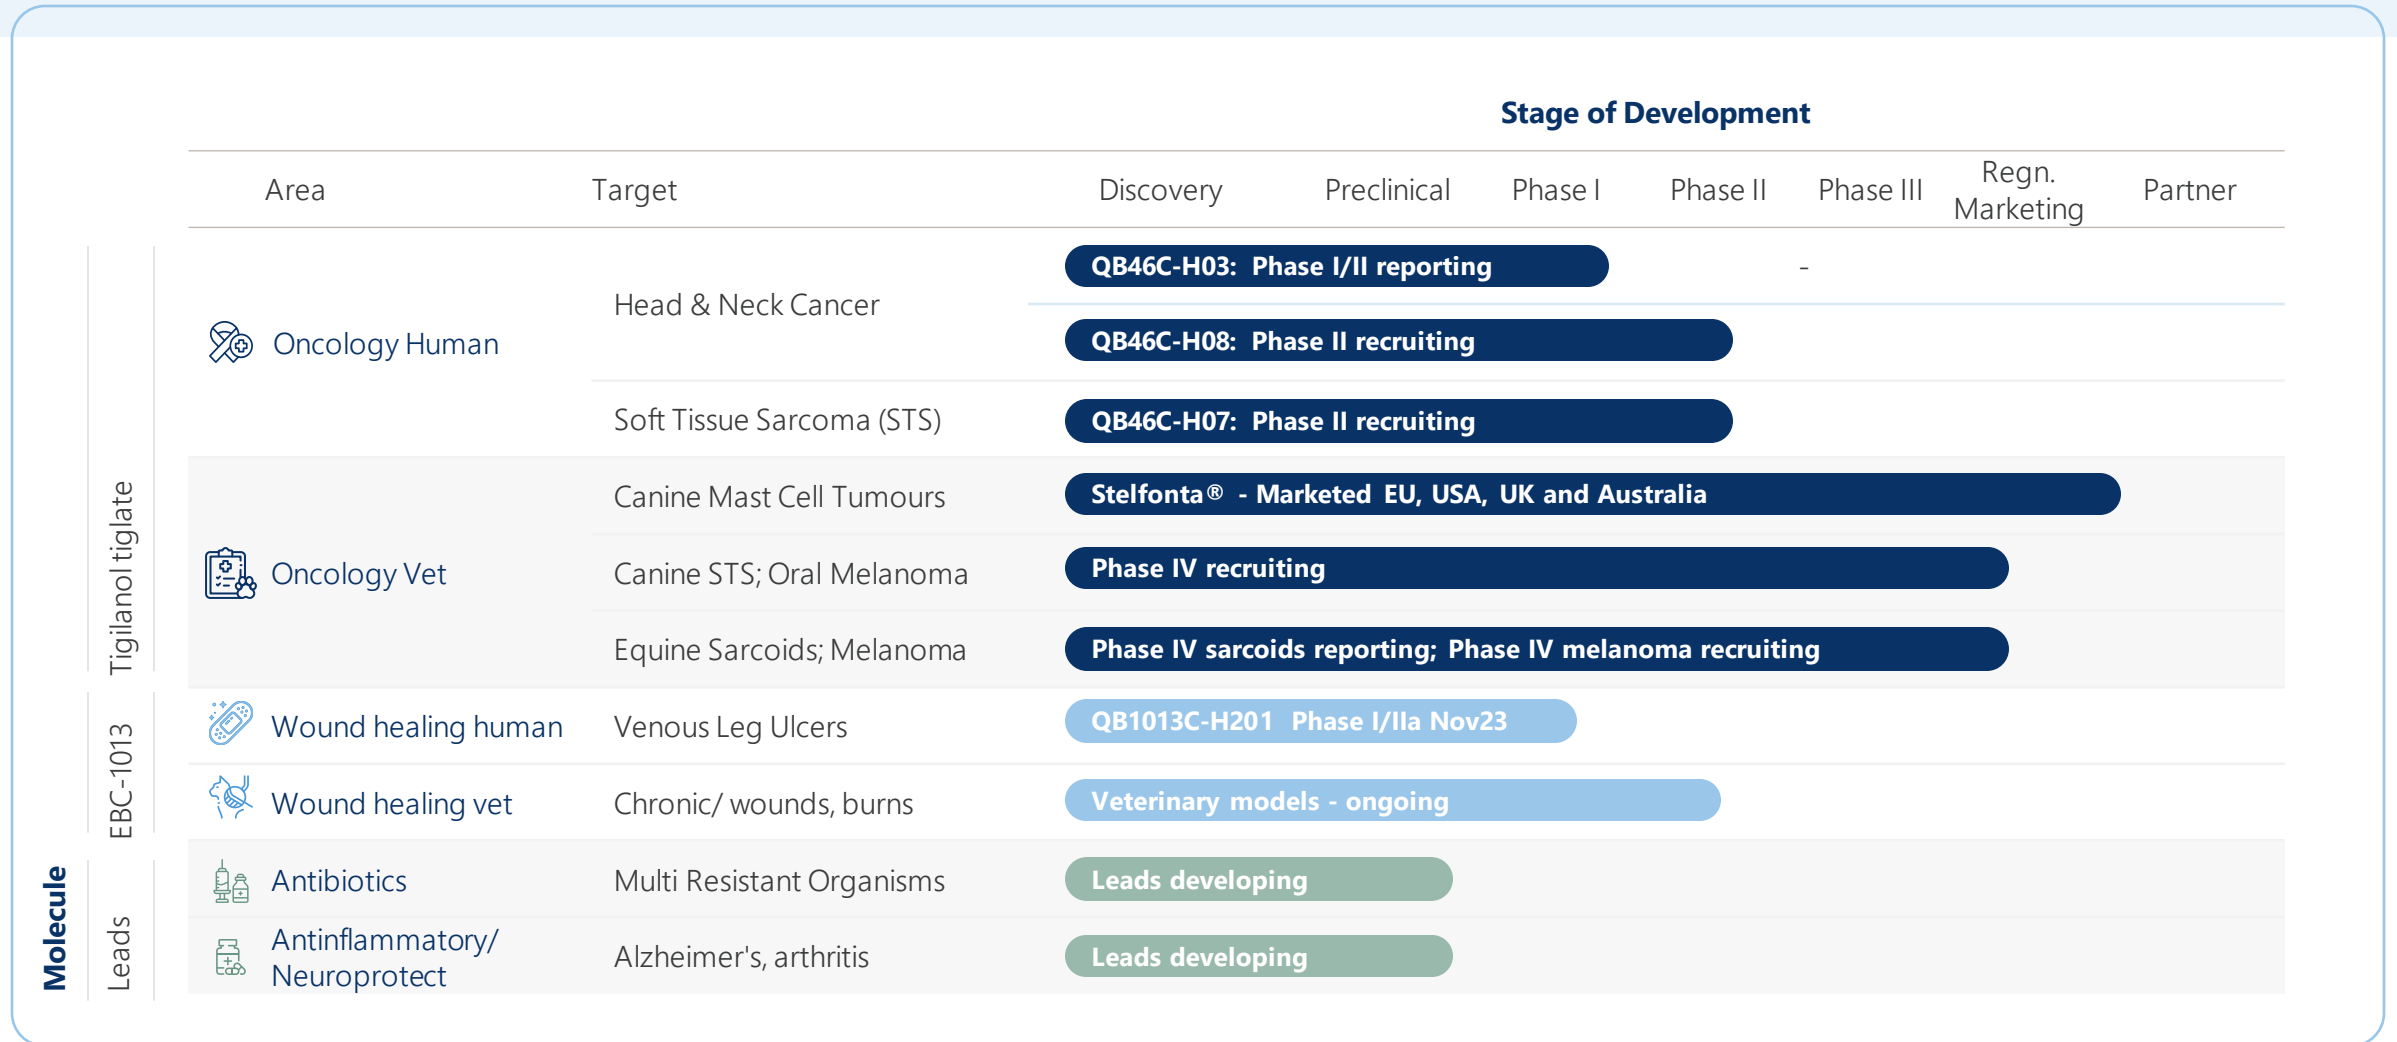 Stage of Development
Area Target Discovery Preclinical Phase I Phase II Phase III Regn. Marketing Partner
Tigilanol tiglate
Oncology Human
Head & Neck Cancer
QB46C-H03: Phase I/II reporting -
QB46C-H08: Phase II recruiting
Soft Tissue Sarcoma (STS) QB46C-H07: Phase II recruiting
Oncology Vet
Canine Mast Cell Tumours Stelfonta® - Marketed EU, USA, UK and Australia
Canine STS; Oral Melanoma Phase IV recruiting
Equine Sarcoids; Melanoma Phase IV sarcoids reporting; Phase IV melanoma recruiting
EBC-1013
Wound healing human Venous Leg Ulcers QB1013C-H201 Phase I/IIa Nov23
Wound healing vet Chronic/ wounds, burns Veterinary models - ongoing
Molecule
Leads
Antibiotics Multi Resistant Organisms Leads developing
Antinflammatory/
Neuroprotect
Alzheimer's, arthritis Leads developing